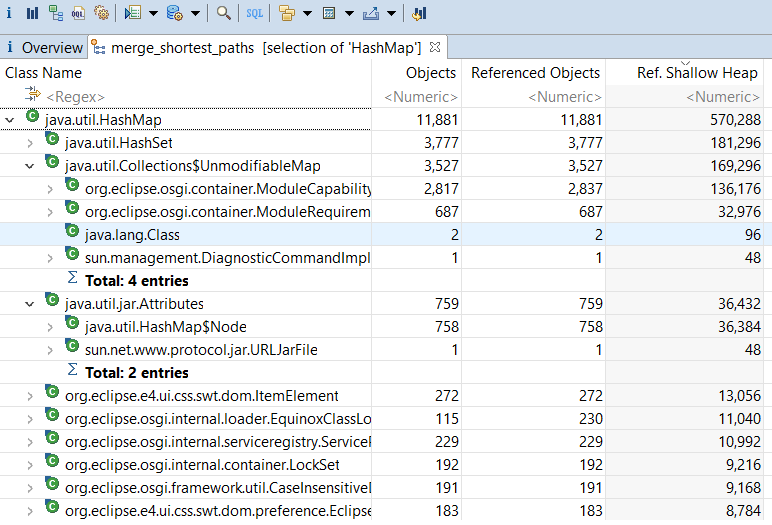 i SQL
i Overview merge_shortest_paths [selection of 'HashMap']
Class Name Objects Referenced Objects Ref. Shallow Heap
<Regex> <Numeric> <Numeric> <Numeric>
java.util.HashMap 11,881 11,881 570,288
java.util.HashSet 3,777 3,777 181,296
java.util.Collections$UnmodifiableMap 3,527 3,527 169,296
org.eclipse.osgi.container.ModuleCapability 2,817 2,837 136,176
org.eclipse.osgi.container.ModuleRequirem 687 687 32,976
java.lang.Class 2 2 96
sun.management.DiagnosticCommandImpl 1 1 48
Σ Total: 4 entries
java.util.jar.Attributes 759 759 36,432
java.util.HashMap$Node 758 758 36,384
sun.net.www.protocol.jar.URLJarFile 1 1 48
Σ Total: 2 entries
org.eclipse.e4.ui.css.swt.dom.ItemElement 272 272 13,056
org.eclipse.osgi.internal.loader.EquinoxClassLo 115 230 11,040
org.eclipse.osgi.internal.serviceregistry.ServiceF 229 229 10,992
org.eclipse.osgi.internal.container.LockSet 192 192 9,216
org.eclipse.osgi.framework.util.CaseInsensitive 191 191 9,168
org.eclipse.e4.ui.css.swt.dom.preference.Eclipse 183 183 8,784